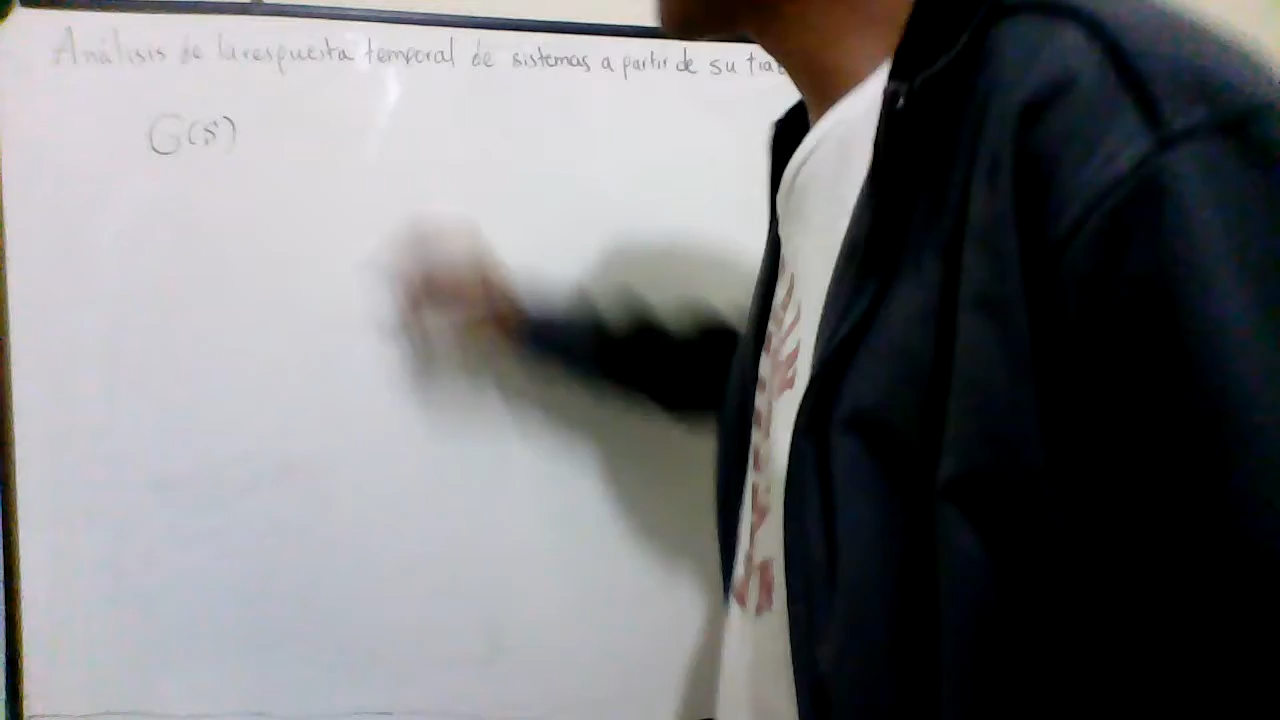 Análisis de la respuesta temporal de sistemas a partir de su
G(s)